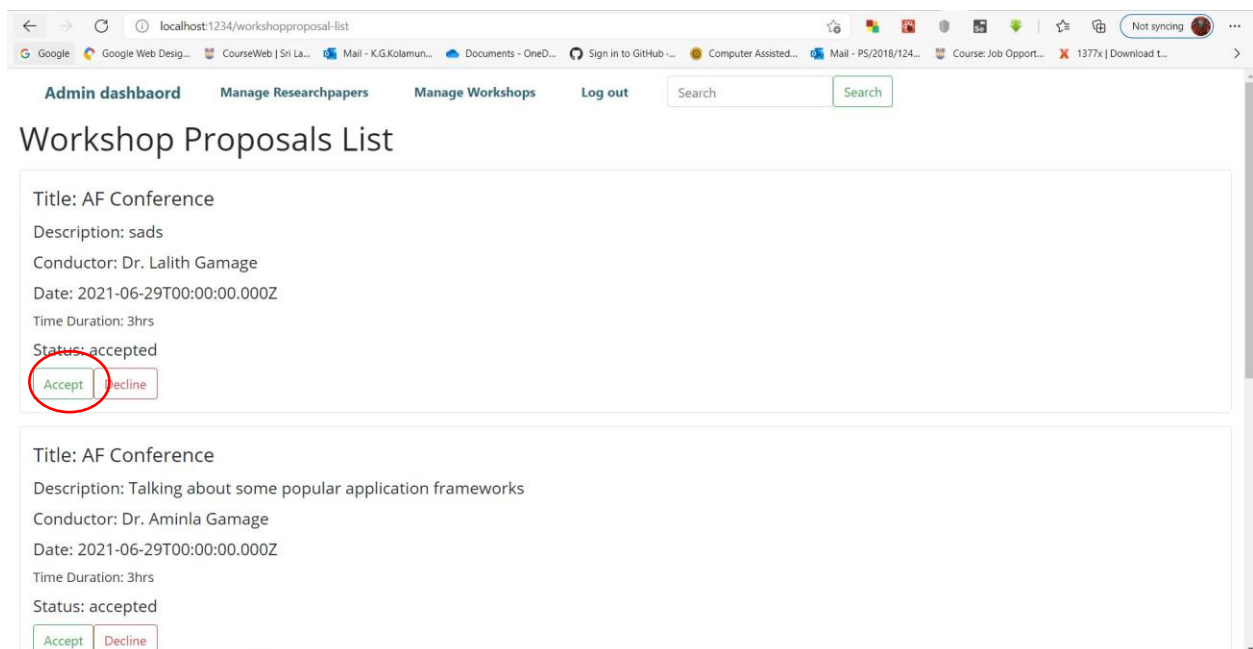 localhost:1234/workshopproposal-list
Not syncing
Google Google Web Desig... CourseWeb | Sri La... Mail - K.G.Kolamun... Documents - OneD... Sign in to GitHub ·... Computer Assisted... Mail - PS/2018/124... Course: Job Opport... 1377x | Download t...
Admin dashbaord Manage Researchpapers Manage Workshops Log out Search Search
Workshop Proposals List
Title: AF Conference
Description: sads
Conductor: Dr. Lalith Gamage
Date: 2021-06-29T00:00:00.000Z
Time Duration: 3hrs
Status: accepted
Accept Decline
Title: AF Conference
Description: Talking about some popular application frameworks
Conductor: Dr. Aminla Gamage
Date: 2021-06-29T00:00:00.000Z
Time Duration: 3hrs
Status: accepted
Accept Decline